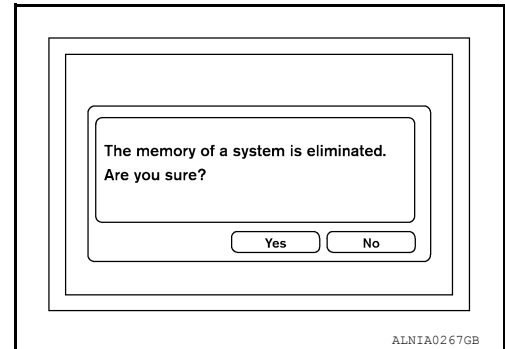 The memory of a system is eliminated.
Are you sure?
Yes No
ALNIA0267GB